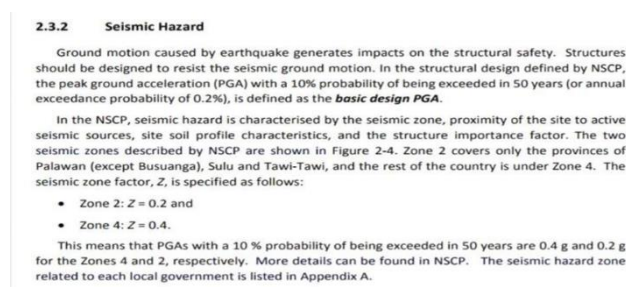 2.3.2 Seismic Hazard
Ground motion caused by earthquake generates impacts on the structural safety. Structures
should be designed to resist the seismic ground motion. In the structural design defined by NSCP,
the peak ground acceleration (PGA) with a 10% probability of being exceeded in 50 years (or annual
exceedance probability of 0.2%), is defined as the basic design PGA.
In the NSCP, seismic hazard is characterised by the seismic zone, proximity of the site to active
seismic sources, site soil profile characteristics, and the structure importance factor. The two
seismic zones described by NSCP are shown in Figure 2-4. Zone 2 covers only the provinces of
Palawan (except Busuanga), Sulu and Tawi-Tawi, and the rest of the country is under Zone 4. The
seismic zone factor, Z, is specified as follows:
• Zone 2: Z = 0.2 and
• Zone 4: Z = 0.4.
This means that PGAs with a 10 % probability of being exceeded in 50 years are 0.4 g and 0.2 g
for the Zones 4 and 2, respectively. More details can be found in NSCP. The seismic hazard zone
related to each local government is listed in Appendix A.